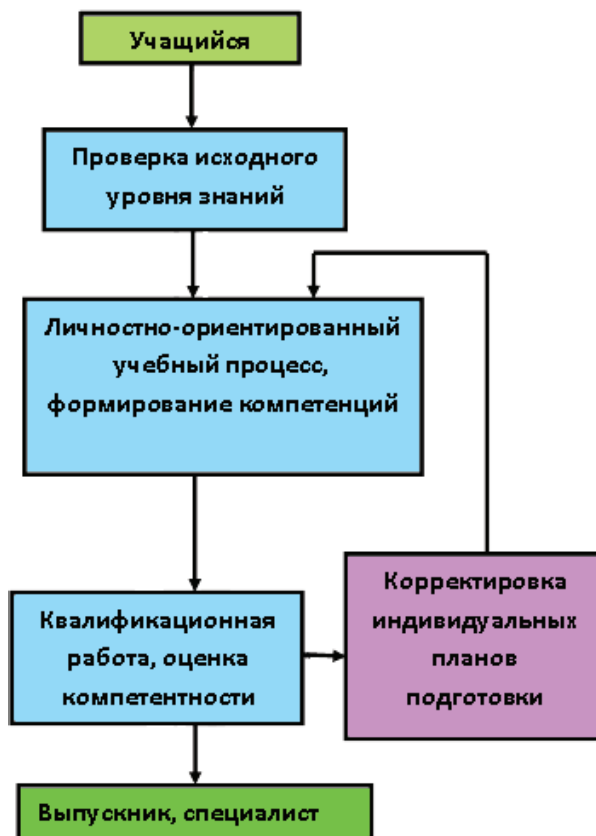 Учащийся
Проверка исходного
уровня знаний
Личностно-ориентированный
учебный процесс,
формирование компетенций
Квалификационная
работа, оценка
компетентности
Корректировка
индивидуальных
планов
подготовки
Выпускник, специалист